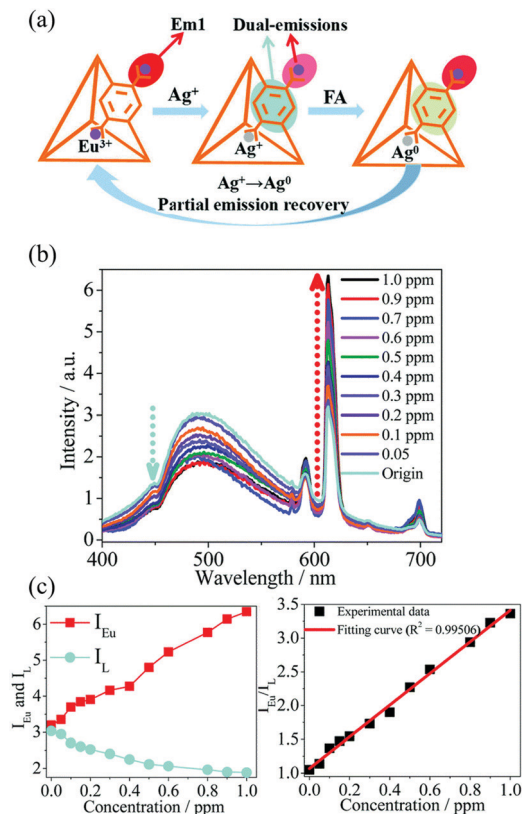 (a)
Em1
Dual-emissions
Ag⁺
FA
Eu³⁺
Ag⁺
Ag⁰
Ag⁺→Ag⁰
Partial emission recovery
(b)
Intensity / a.u.
6
5
4
3
2
1
0
400
500
600
700
Wavelength / nm
1.0 ppm
0.9 ppm
0.7 ppm
0.6 ppm
0.5 ppm
0.4 ppm
0.3 ppm
0.2 ppm
0.1 ppm
0.05
Origin
(c)
I_Eu and I_L
6
5
4
3
2
I_Eu
I_L
0.0 0.2 0.4 0.6 0.8 1.0
Concentration / ppm
I_Eu/I_L
3.5
3.0
2.5
2.0
1.5
1.0
Experimental data
Fitting curve (R² = 0.99506)
0.0 0.2 0.4 0.6 0.8 1.0
Concentration / ppm